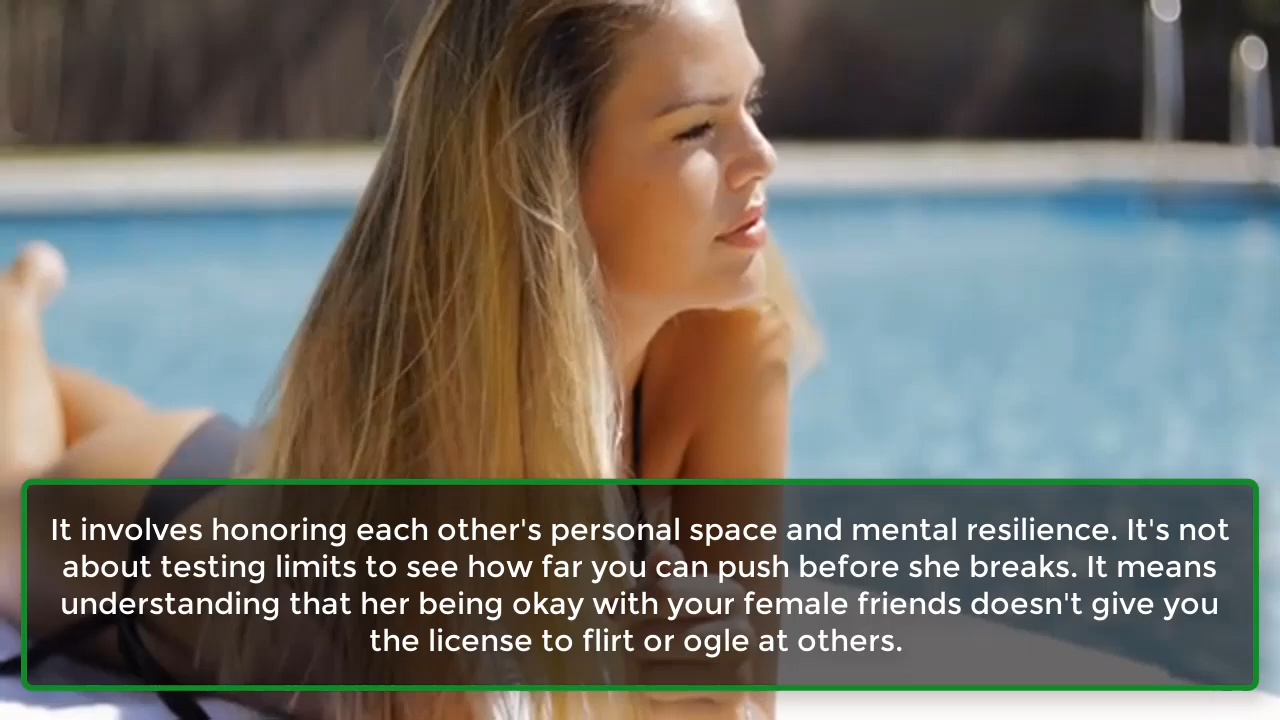 It involves honoring each other's personal space and mental resilience. It's not
about testing limits to see how far you can push before she breaks. It means
understanding that her being okay with your female friends doesn't give you
the license to flirt or ogle at others.